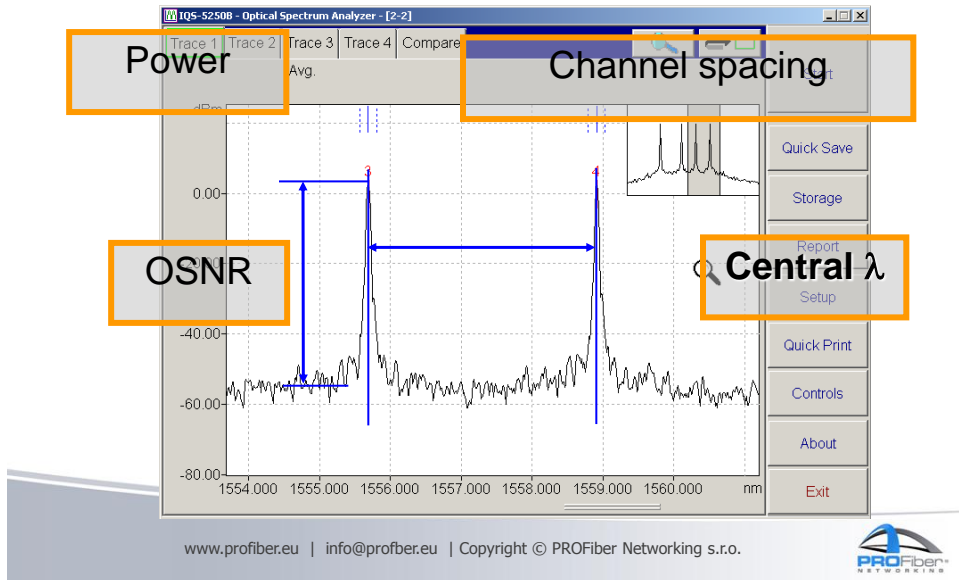 IQS-5250B - Optical Spectrum Analyzer - [2-2]
Trace 1 Trace 2 Trace 3 Trace 4 Compare
Power
Avg.
Channel spacing
Start
dBm
3
4
Quick Save
0.00
Storage
Report
OSNR
-20.00
Central λ
Setup
-40.00
Quick Print
-60.00
Controls
About
-80.00
1554.000 1555.000 1556.000 1557.000 1558.000 1559.000 1560.000 nm
Exit
www.profiber.eu | info@profber.eu | Copyright © PROFiber Networking s.r.o.
PROFiber
NETWORKING